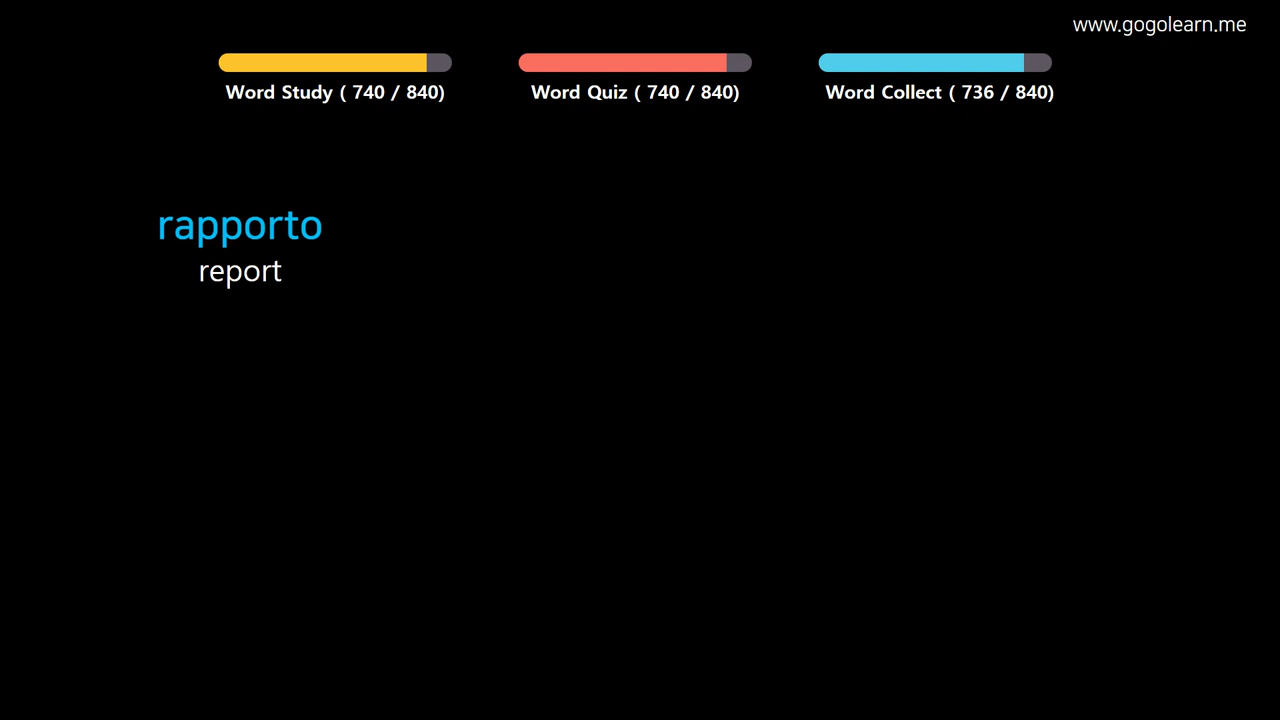 www.gogolearn.me
Word Study ( 740 / 840)
Word Quiz ( 740 / 840)
Word Collect ( 736 / 840)
rapporto
report